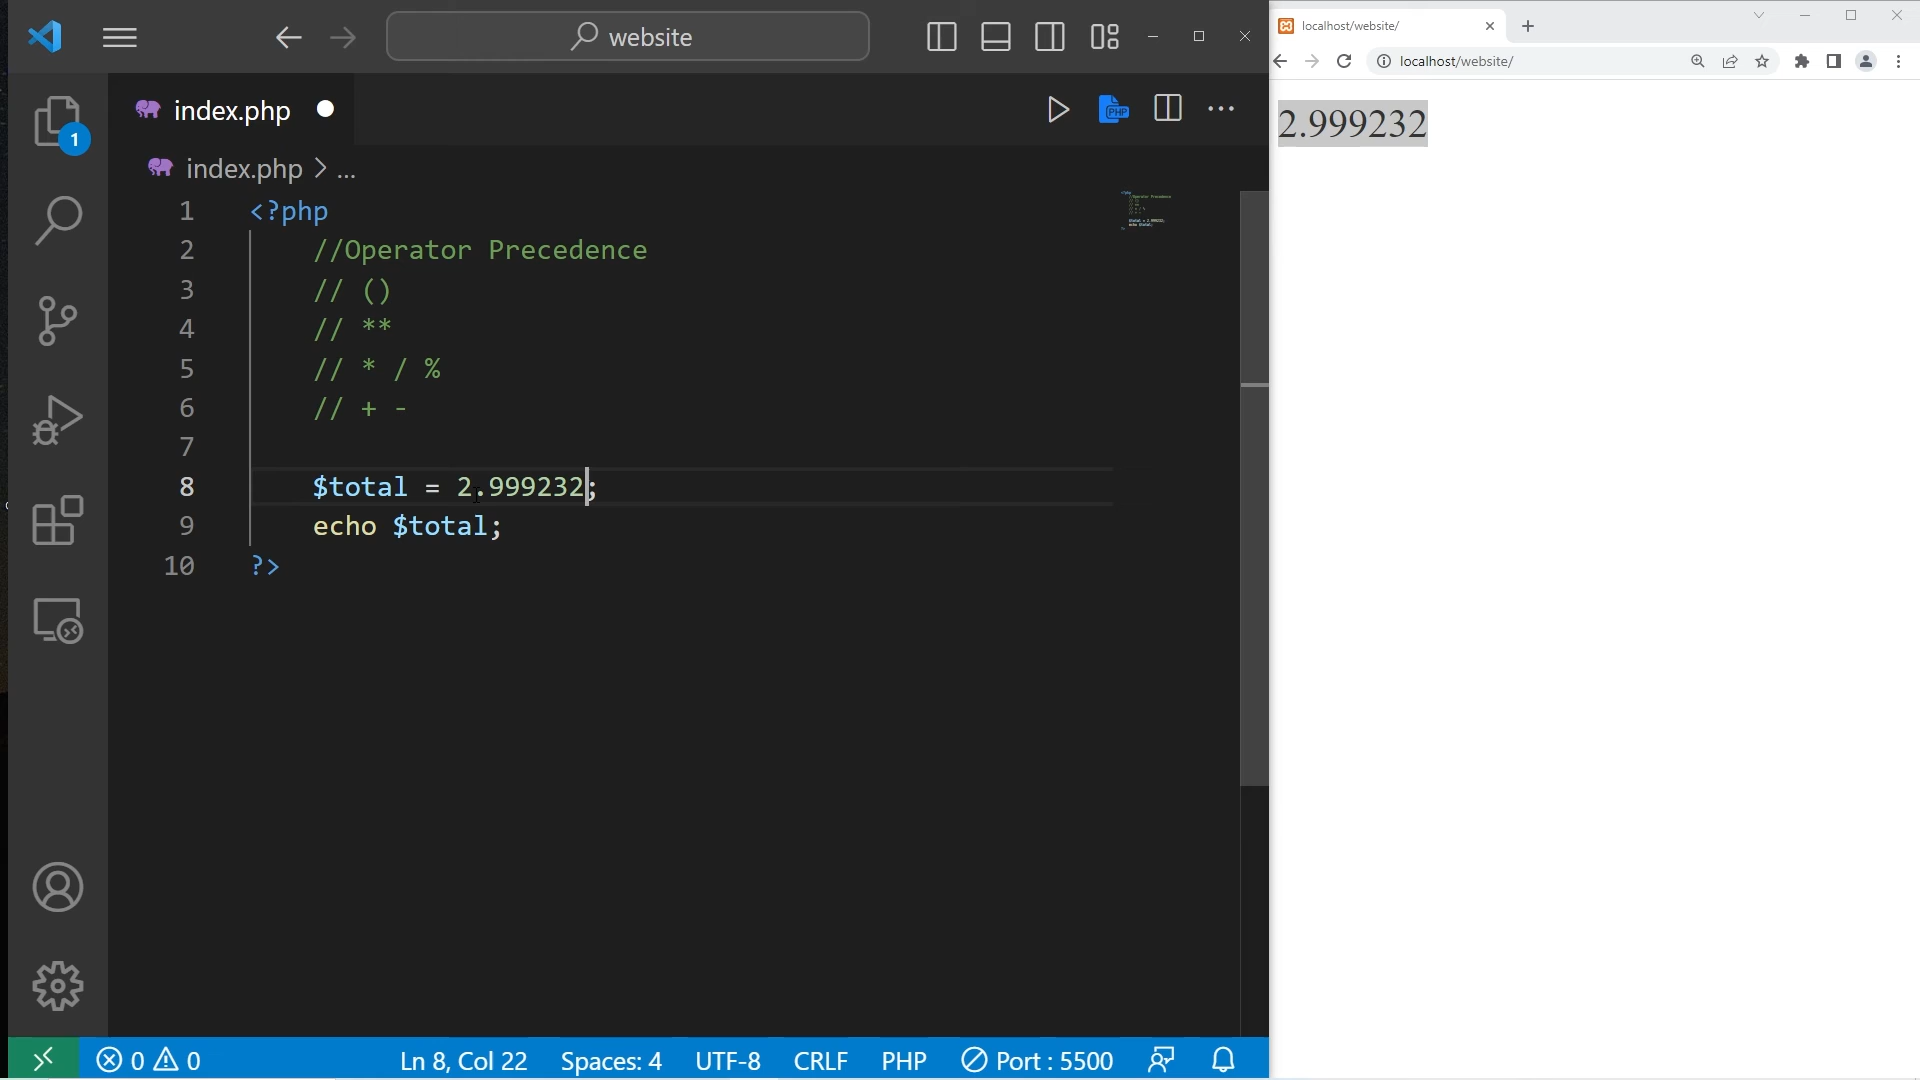 website
index.php
index.php > ...
1 <?php
2 //Operator Precedence
3 // ()
4 // **
5 // * / %
6 // + -
7
8 $total = 2.999232;
9 echo $total;
10 ?>
1
0 0 Ln 8, Col 22 Spaces: 4 UTF-8 CRLF PHP Port : 5500
localhost/website/
localhost/website/
2.999232